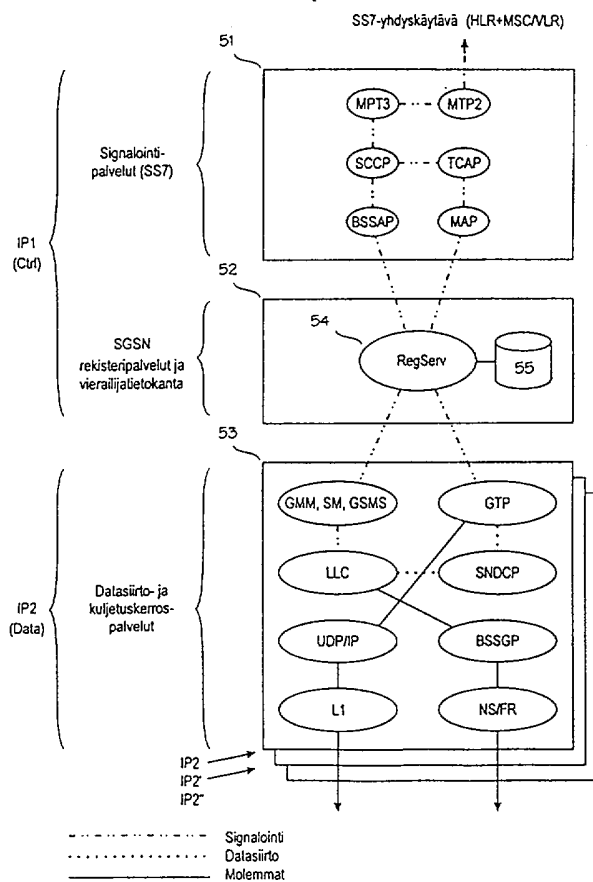 SS7-yhdyskäytävä (HLR+MSC/VLR)
51
MPT3
MTP2
Signalointi-
palvelut (SS7)
SCCP
TCAP
BSSAP
MAP
IP1
(Ctrl)
52
54
SGSN
rekisteripalvelut ja
vierailijatietokanta
RegServ
55
53
GMM, SM, GSMS
GTP
LLC
SNDCP
IP2
(Data)
Datasiirto- ja
kuljetuskerros-
palvelut
UDP/IP
BSSGP
L1
NS/FR
IP2
IP2'
IP2"
Signalointi
Datasiirto
Molemmat